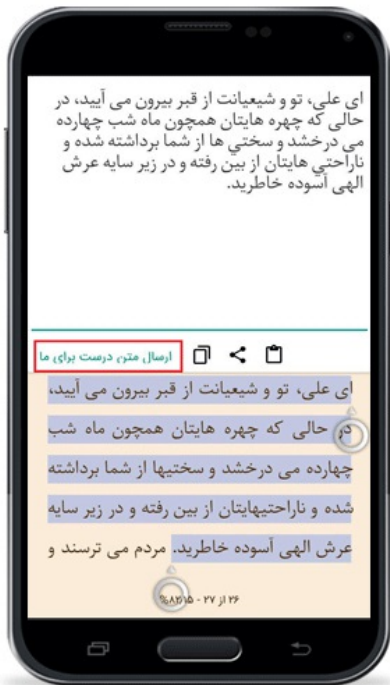 ای علی، تو و شیعیانت از قبر بیرون می آیید، در
حالی که چهره هایتان همچون ماه شب چهارده
می درخشد و سختي ها از شما برداشته شده و
ناراحتي هایتان از بین رفته و در زیر سایه عرش
الهی آسوده خاطرید.
ارسال متن درست برای ما
ای علی، تو و شیعیانت از قبر بیرون می آیید،
در حالی که چهره هایتان همچون ماه شب
چهارده می درخشد و سختیها از شما برداشته
شده و ناراحتیهایتان از بین رفته و در زیر سایه
عرش الهی آسوده خاطرید. مردم می ترسند و
۲۶ از ۲۷ -